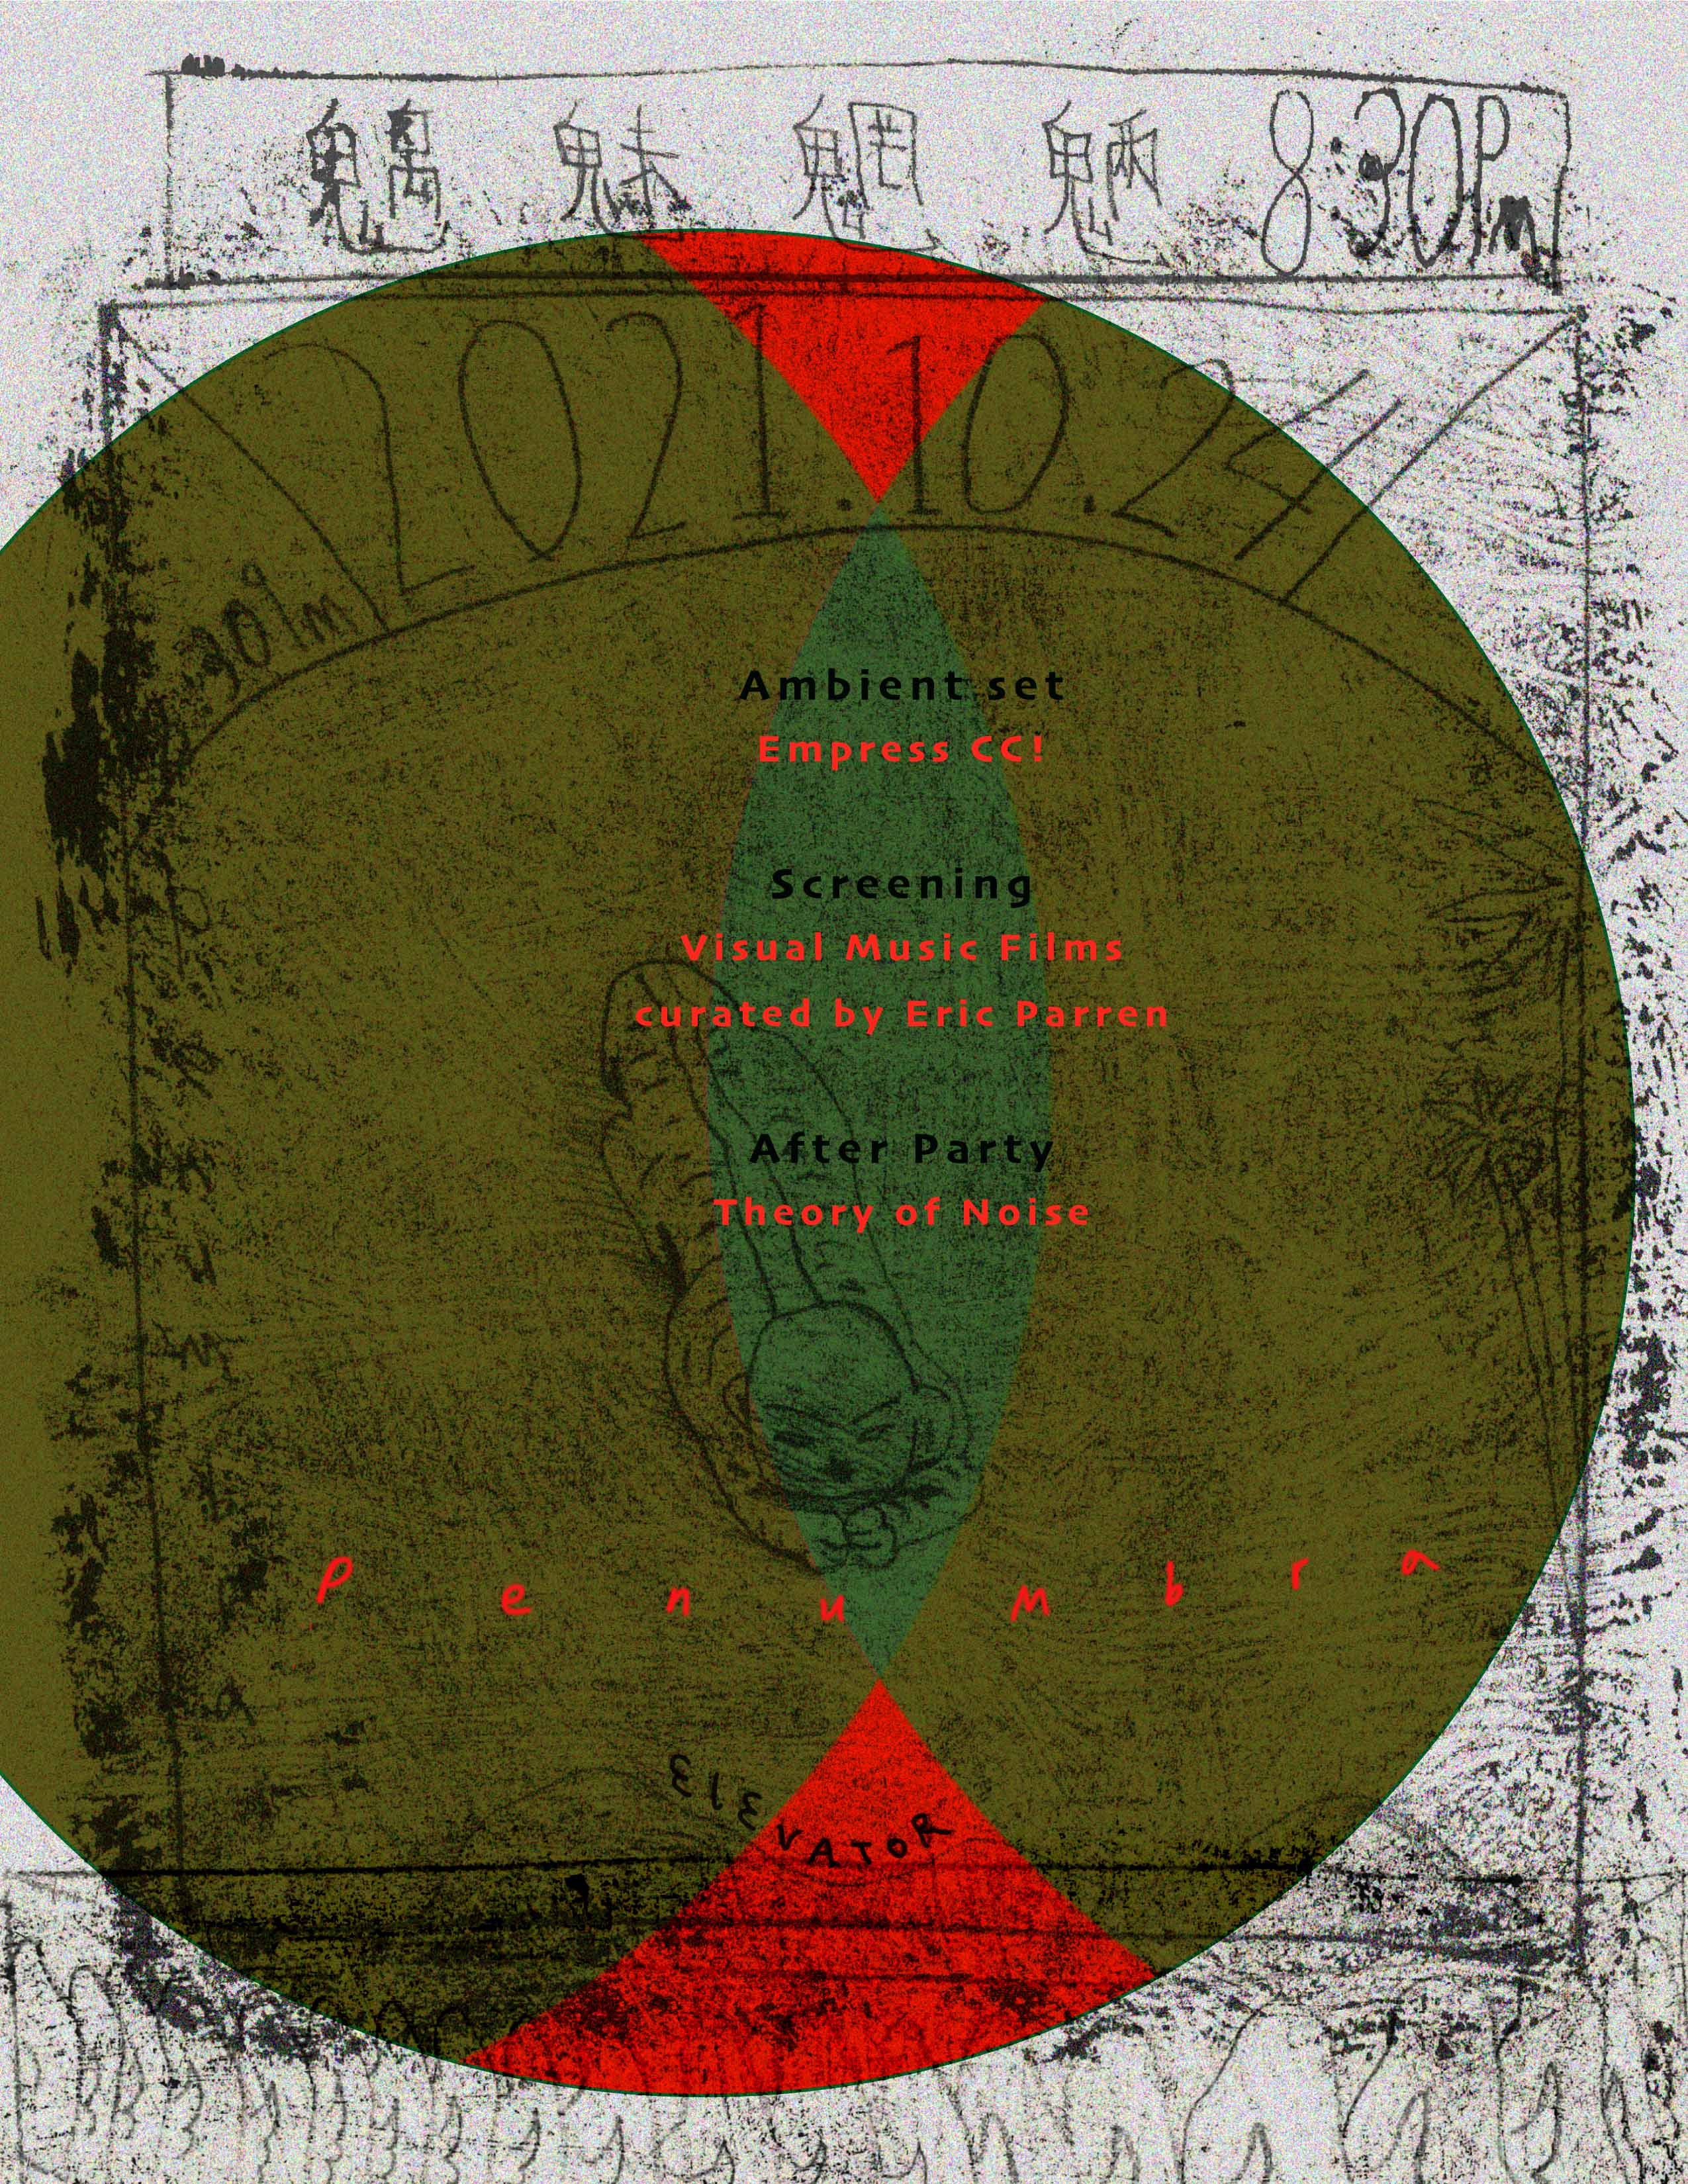 魑 魅 魍 魎 8:30PM
2021.10.24
Ambient set
Empress CC!
Screening
Visual Music Films
curated by Eric Parren
After Party
Theory of Noise
Penumbra
ElEVATOR